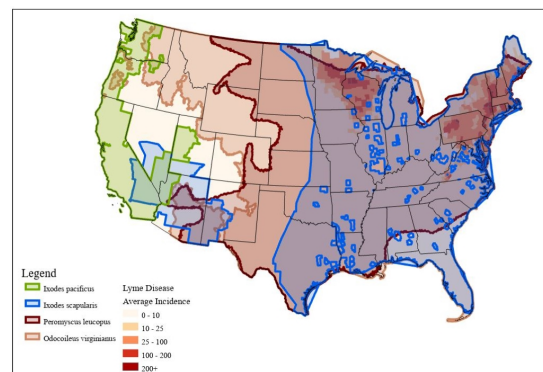 Legend
Ixodes pacificus
Ixodes scapularis
Peromyscus leucopus
Odocoileus virginianus
Lyme Disease
Average Incidence
0 - 10
10 - 25
25 - 100
100 - 200
200+